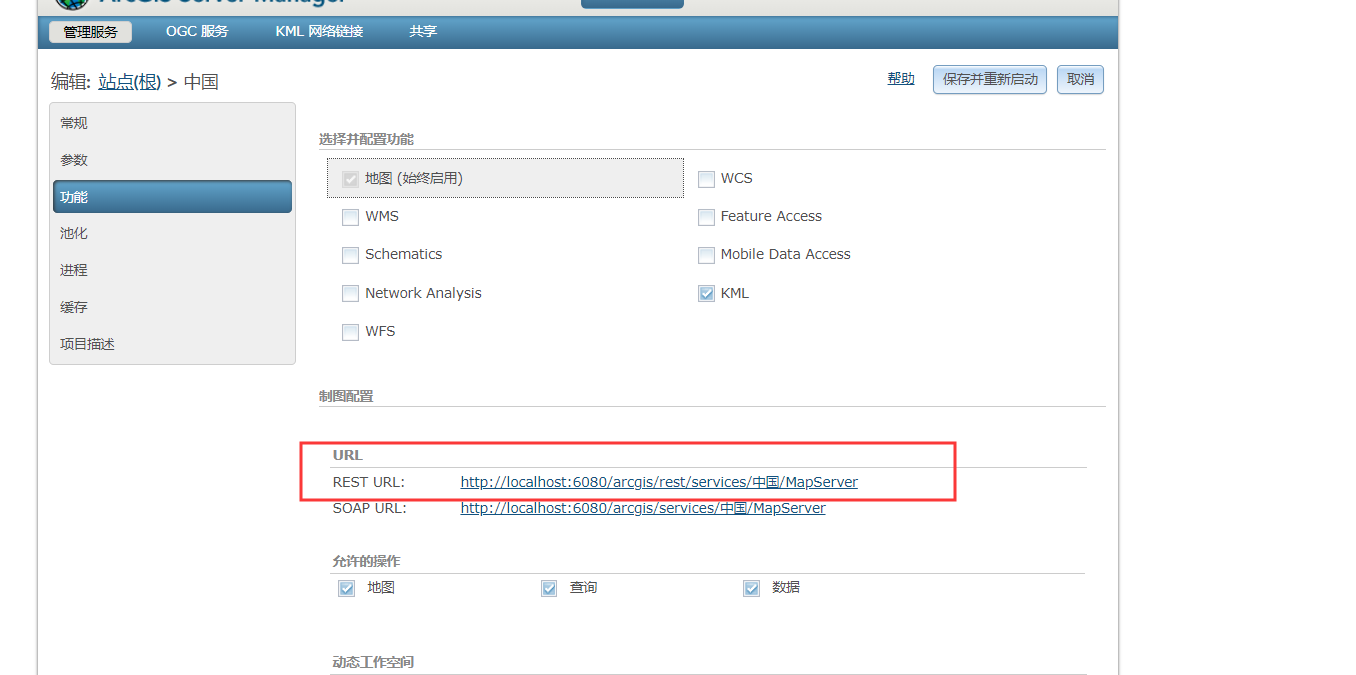 ArcGIS Server Manager
管理服务 OGC 服务 KML 网络链接 共享
编辑: 站点(根) > 中国 帮助 保存并重新启动 取消
常规
参数
功能
池化
进程
缓存
项目描述
选择并配置功能
地图 (始终启用) WCS
WMS Feature Access
Schematics Mobile Data Access
Network Analysis KML
WFS
制图配置
URL
REST URL: http://localhost:6080/arcgis/rest/services/中国/MapServer
SOAP URL: http://localhost:6080/arcgis/services/中国/MapServer
允许的操作
地图 查询 数据
动态工作空间